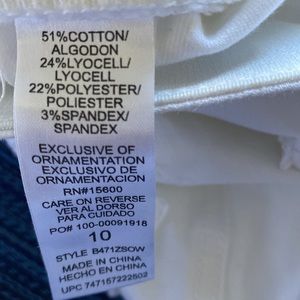 51%COTTON/
ALGODON
24%LYOCELL/
LYOCELL
22%POLYESTER/
POLIESTER
3%SPANDEX/
SPANDEX
EXCLUSIVE OF
ORNAMENTATION
EXCLUSIVO DE
ORNAMENTACION
RN#15600
CARE ON REVERSE
VER AL DORSO
PARA CUIDADO
PO# 100-00091918
10
STYLE B471ZSOW
MADE IN CHINA
HECHO EN CHINA
UPC 747157222502